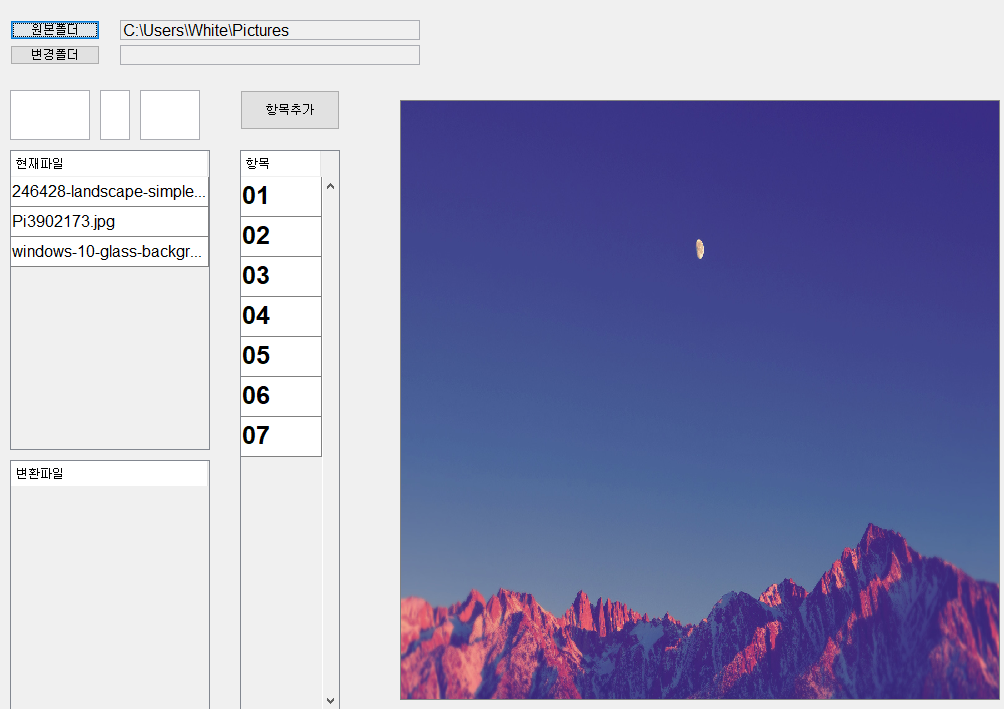 원본폴더 C:\Users\White\Pictures
변경폴더
항목추가
현재파일
246428-landscape-simple...
Pi3902173.jpg
windows-10-glass-backgr...
변환파일
항목
01
02
03
04
05
06
07